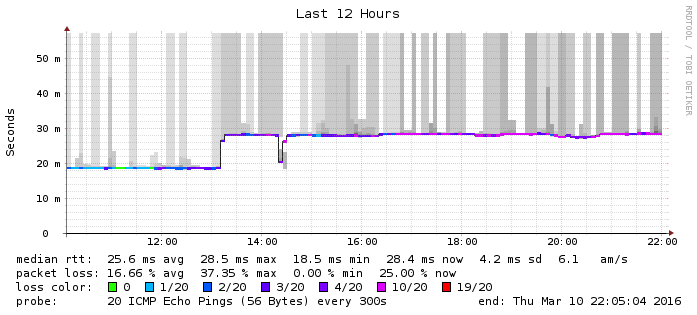 Last 12 Hours
RRDTOOL / TOBI OETIKER
Seconds
50 m
40 m
30 m
20 m
10 m
0
12:00 14:00 16:00 18:00 20:00 22:00
median rtt: 25.6 ms avg 28.5 ms max 18.5 ms min 28.4 ms now 4.2 ms sd 6.1 am/s
packet loss: 16.66 % avg 37.35 % max 0.00 % min 25.00 % now
loss color: 0 1/20 2/20 3/20 4/20 10/20 19/20
probe: 20 ICMP Echo Pings (56 Bytes) every 300s end: Thu Mar 10 22:05:04 2016